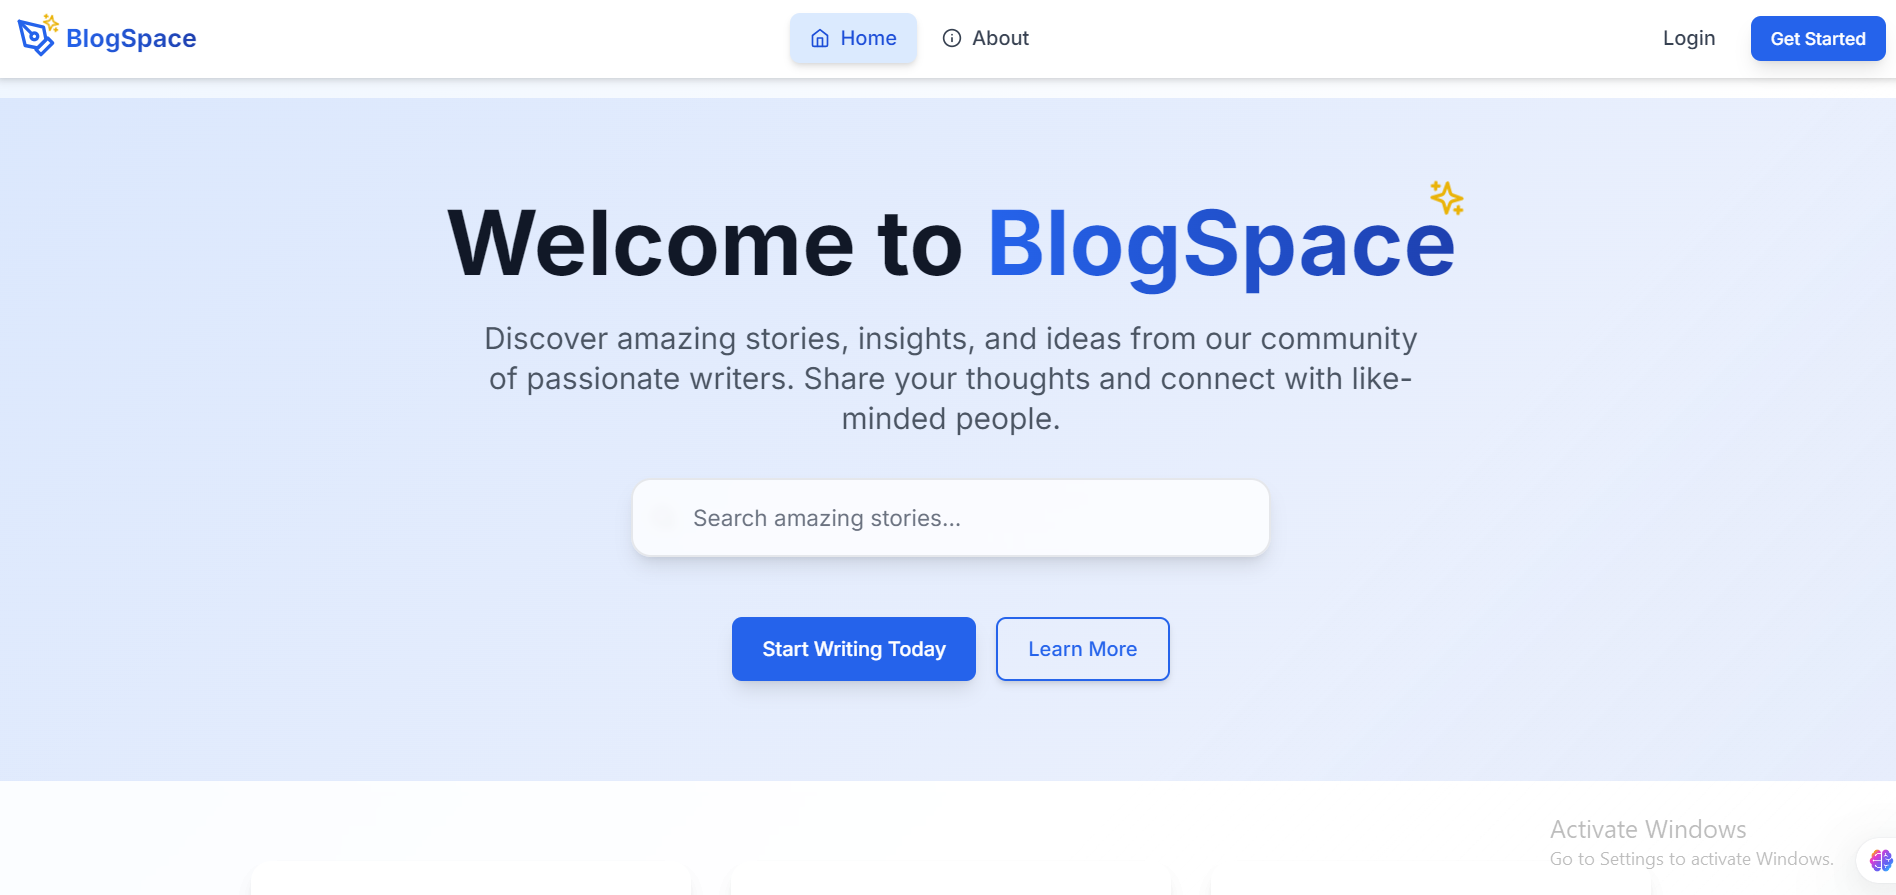 BlogSpace
Home
About
Login
Get Started
Welcome to BlogSpace
Discover amazing stories, insights, and ideas from our community
of passionate writers. Share your thoughts and connect with like-
minded people.
Search amazing stories...
Start Writing Today
Learn More
Activate Windows
Go to Settings to activate Windows.